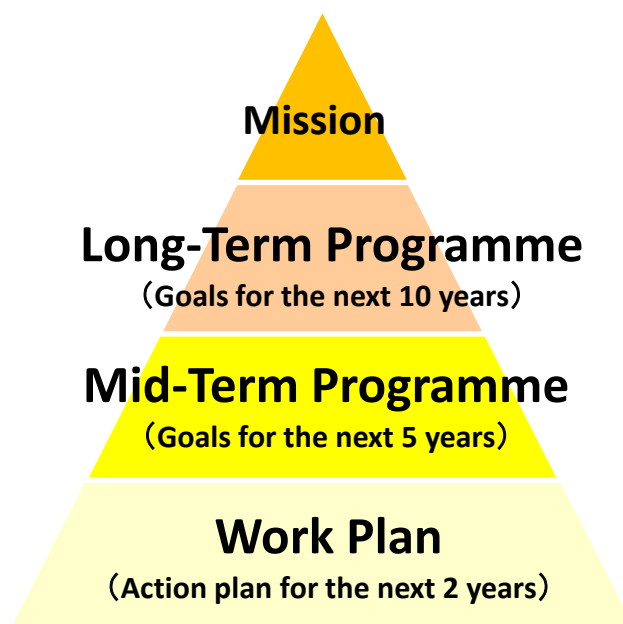 Mission
Long-Term Programme
（Goals for the next 10 years）
Mid-Term Programme
（Goals for the next 5 years）
Work Plan
（Action plan for the next 2 years）